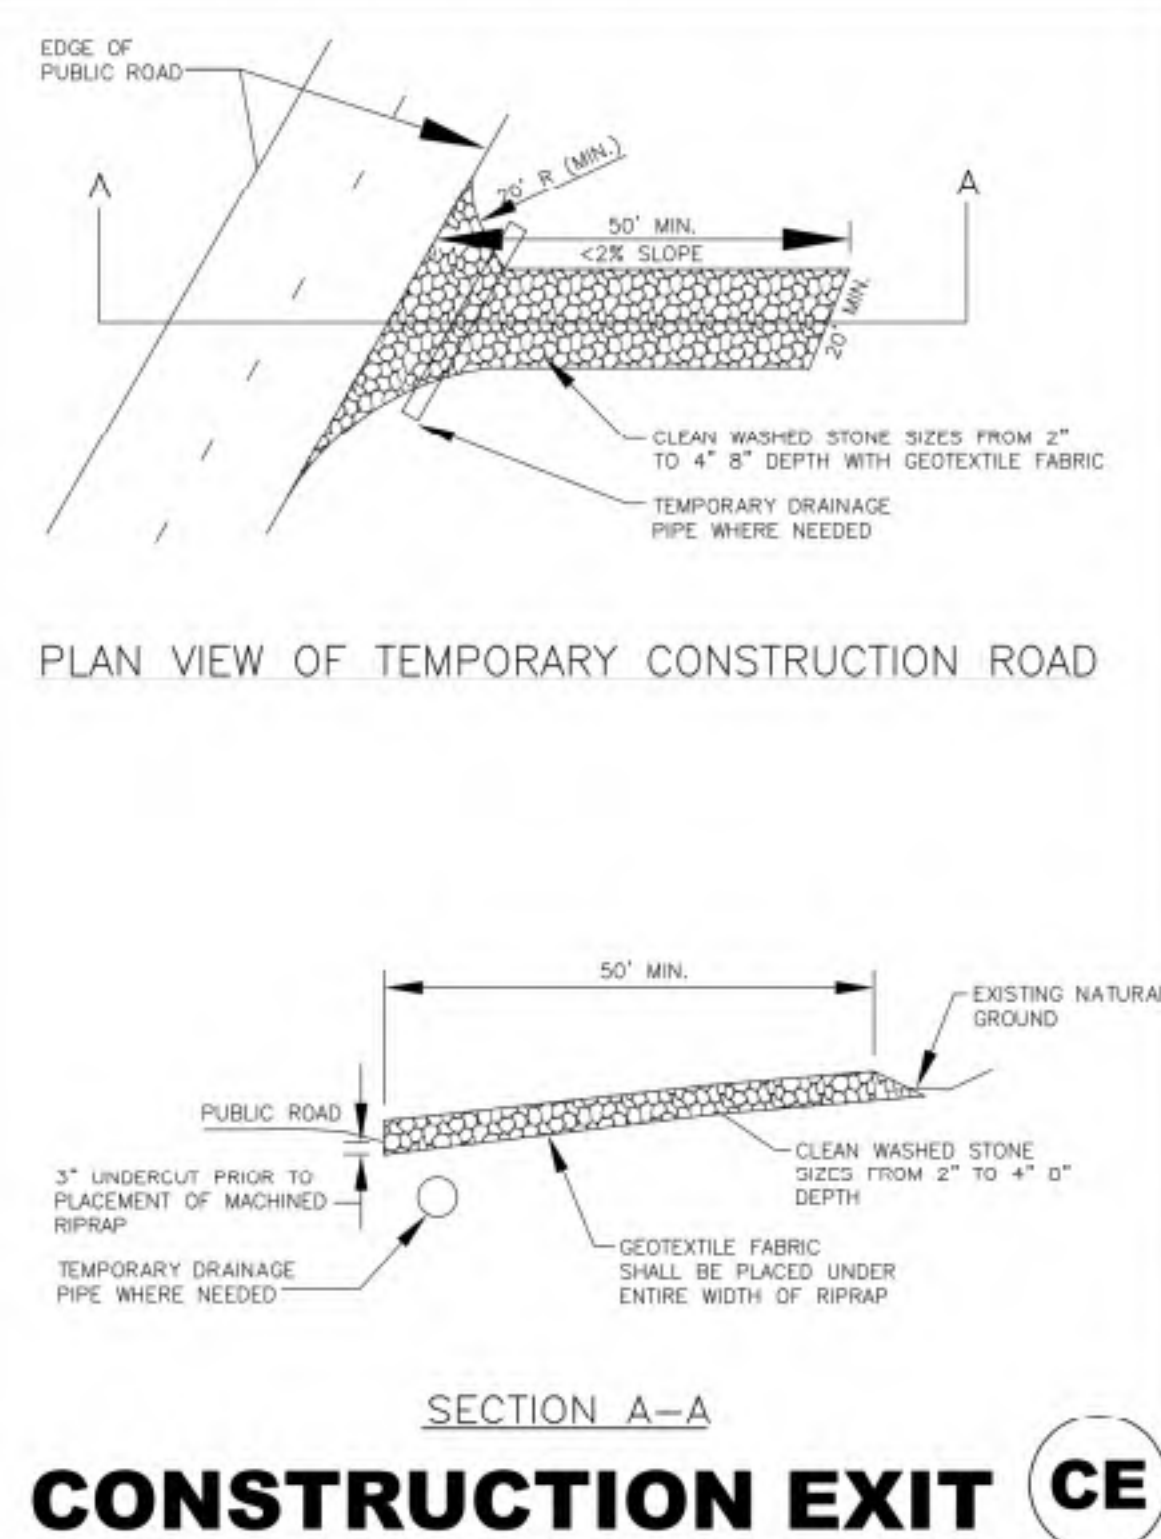 EDGE OF
PUBLIC ROAD
A
20' R (MIN.)
A
50' MIN.
<2% SLOPE
20' MIN.
CLEAN WASHED STONE SIZES FROM 2"
TO 4" 8" DEPTH WITH GEOTEXTILE FABRIC
TEMPORARY DRAINAGE
PIPE WHERE NEEDED
PLAN VIEW OF TEMPORARY CONSTRUCTION ROAD
50' MIN.
EXISTING NATURAL
GROUND
PUBLIC ROAD
3" UNDERCUT PRIOR TO
PLACEMENT OF MACHINED
RIPRAP
CLEAN WASHED STONE
SIZES FROM 2" TO 4" 8"
DEPTH
TEMPORARY DRAINAGE
PIPE WHERE NEEDED
GEOTEXTILE FABRIC
SHALL BE PLACED UNDER
ENTIRE WIDTH OF RIPRAP
SECTION A-A
CONSTRUCTION EXIT
CE